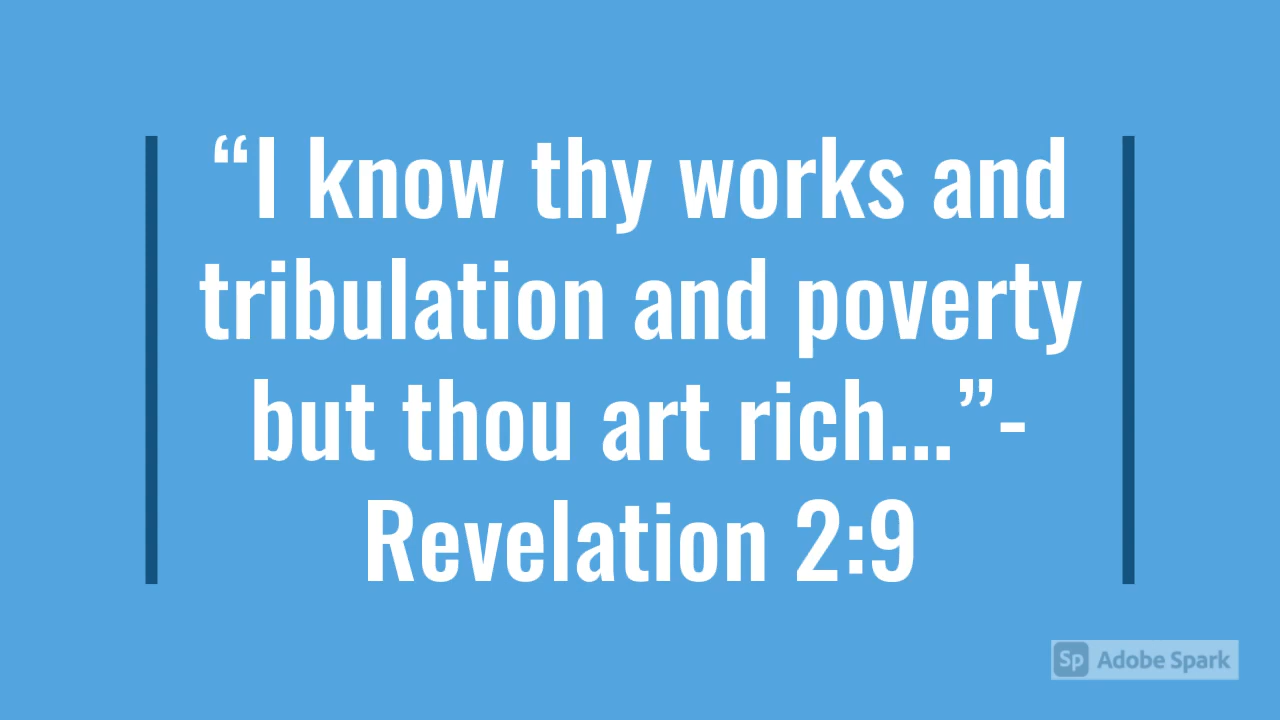 “I know thy works and
tribulation and poverty
but thou art rich...”-
Revelation 2:9
Sp Adobe Spark